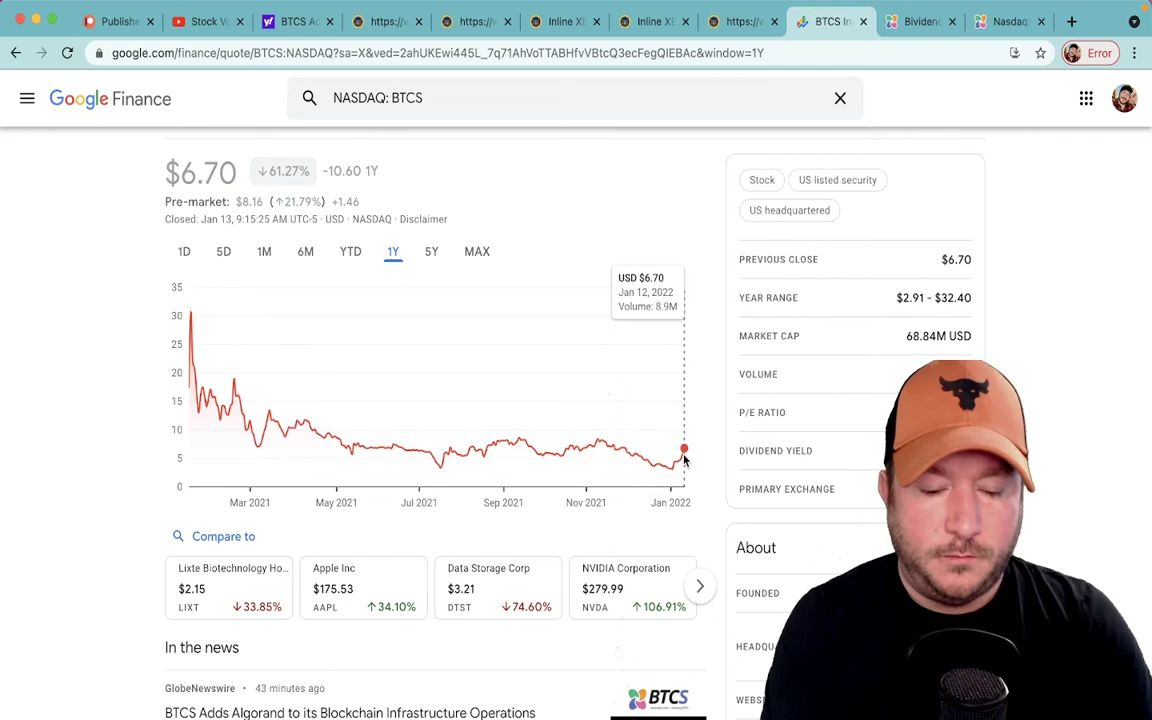 Publishe
Stock V
BTCS A
https://v
https://v
Inline XE
Inline XE
https://v
BTCS In
Bividen
Nasdaq
google.com/finance/quote/BTCS:NASDAQ?sa=X&ved=2ahUKEwi445L_7q71AhVoTTABHfvVBtcQ3ecFegQIEBAc&window=1Y
Error
Google Finance
NASDAQ: BTCS
$6.70
↓61.27%
-10.60 1Y
Pre-market: $8.16 (↑21.79%) +1.46
Closed: Jan 13, 9:15:25 AM UTC-5 · USD · NASDAQ · Disclaimer
1D 5D 1M 6M YTD 1Y 5Y MAX
USD $6.70
Jan 12, 2022
Volume: 8.9M
35
30
25
20
15
10
5
0
Mar 2021 May 2021 Jul 2021 Sep 2021 Nov 2021 Jan 2022
Compare to
Lixte Biotechnology Ho...
$2.15
LIXT ↓33.85%
Apple Inc
$175.53
AAPL ↑34.10%
Data Storage Corp
$3.21
DTST ↓74.60%
NVIDIA Corporation
$279.99
NVDA ↑106.91%
In the news
GlobeNewswire • 43 minutes ago
BTCS Adds Algorand to its Blockchain Infrastructure Operations
BTCS
Stock
US listed security
US headquartered
PREVIOUS CLOSE $6.70
YEAR RANGE $2.91 - $32.40
MARKET CAP 68.84M USD
VOLUME
P/E RATIO
DIVIDEND YIELD
PRIMARY EXCHANGE
About
FOUNDED
HEADQU
WEBS